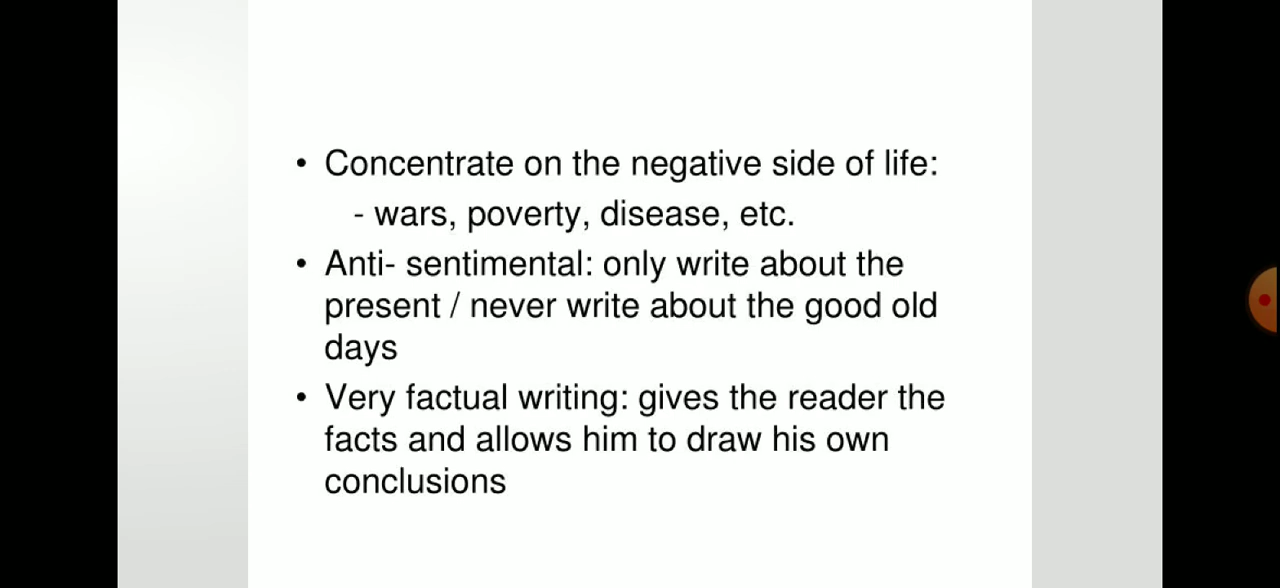 • Concentrate on the negative side of life:
- wars, poverty, disease, etc.
• Anti- sentimental: only write about the
present / never write about the good old
days
• Very factual writing: gives the reader the
facts and allows him to draw his own
conclusions